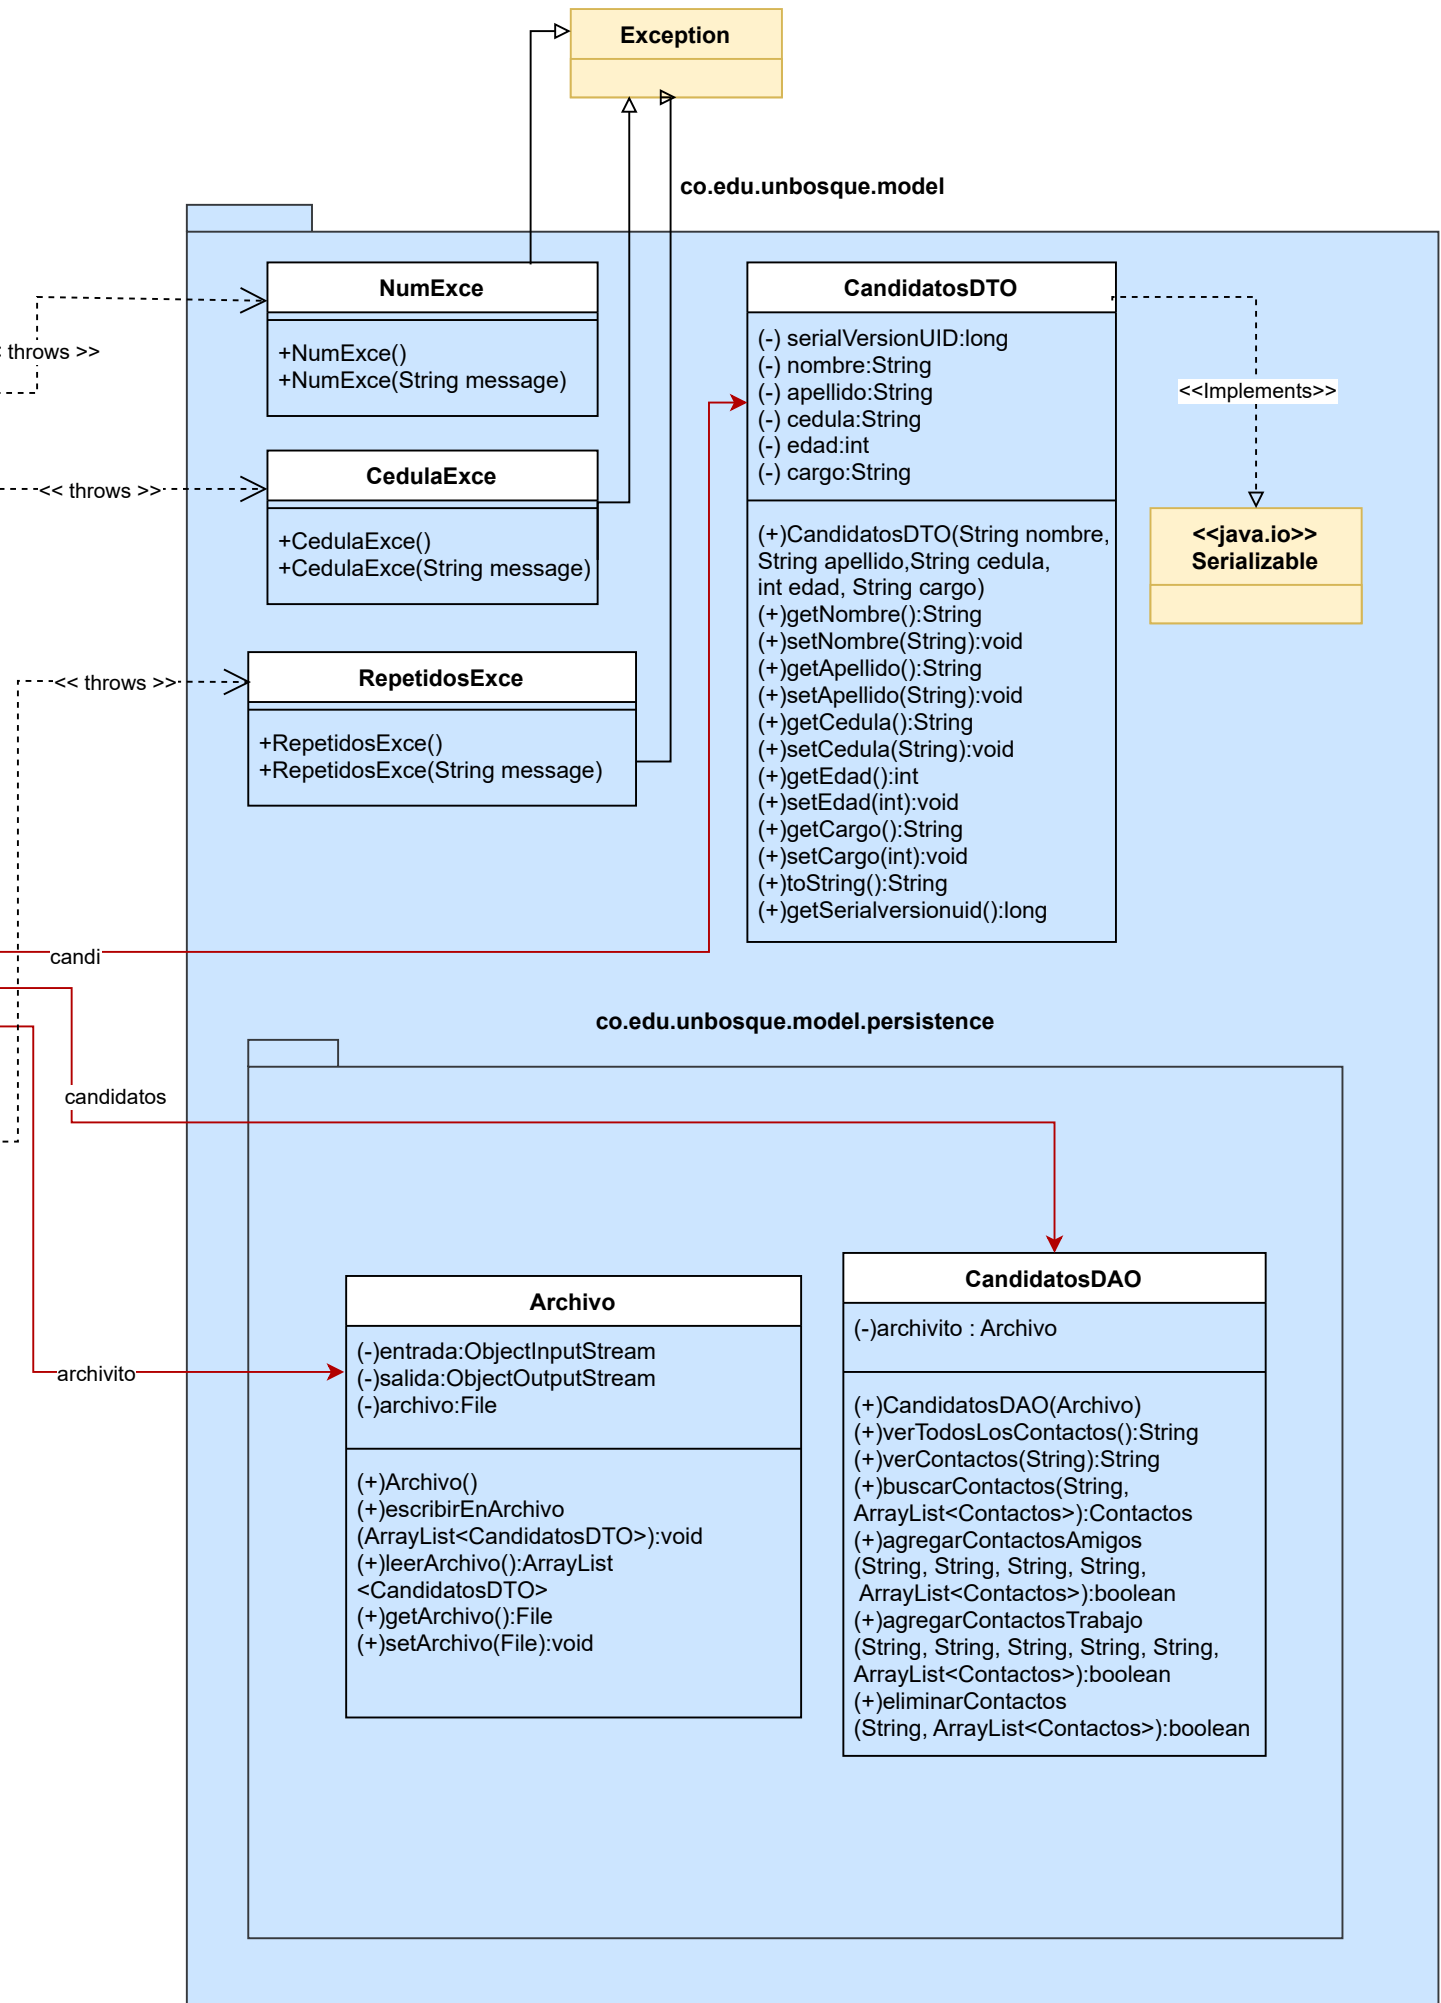 Exception
co.edu.unbosque.model
NumExce
+NumExce()
+NumExce(String message)
throws >>
CedulaExce
+CedulaExce()
+CedulaExce(String message)
<< throws >>
RepetidosExce
+RepetidosExce()
+RepetidosExce(String message)
<< throws >>
CandidatosDTO
(-) serialVersionUID:long
(-) nombre:String
(-) apellido:String
(-) cedula:String
(-) edad:int
(-) cargo:String
(+)CandidatosDTO(String nombre,
String apellido,String cedula,
int edad, String cargo)
(+)getNombre():String
(+)setNombre(String):void
(+)getApellido():String
(+)setApellido(String):void
(+)getCedula():String
(+)setCedula(String):void
(+)getEdad():int
(+)setEdad(int):void
(+)getCargo():String
(+)setCargo(int):void
(+)toString():String
(+)getSerialversionuid():long
<<Implements>>
<<java.io>>
Serializable
candi
co.edu.unbosque.model.persistence
candidatos
archivito
Archivo
(-)entrada:ObjectInputStream
(-)salida:ObjectOutputStream
(-)archivo:File
(+)Archivo()
(+)escribirEnArchivo
(ArrayList<CandidatosDTO>):void
(+)leerArchivo():ArrayList
<CandidatosDTO>
(+)getArchivo():File
(+)setArchivo(File):void
CandidatosDAO
(-)archivito : Archivo
(+)CandidatosDAO(Archivo)
(+)verTodosLosContactos():String
(+)verContactos(String):String
(+)buscarContactos(String,
ArrayList<Contactos>):Contactos
(+)agregarContactosAmigos
(String, String, String, String,
ArrayList<Contactos>):boolean
(+)agregarContactosTrabajo
(String, String, String, String, String,
ArrayList<Contactos>):boolean
(+)eliminarContactos
(String, ArrayList<Contactos>):boolean